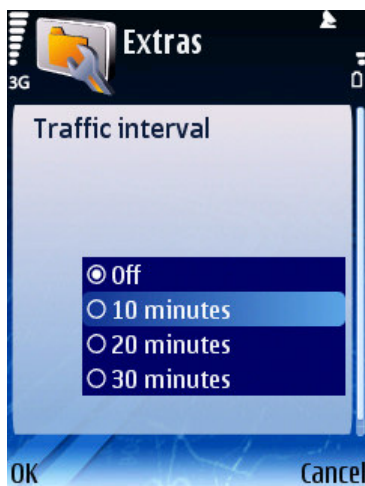 Extras
3G
Traffic interval
Off
10 minutes
20 minutes
30 minutes
OK Cancel